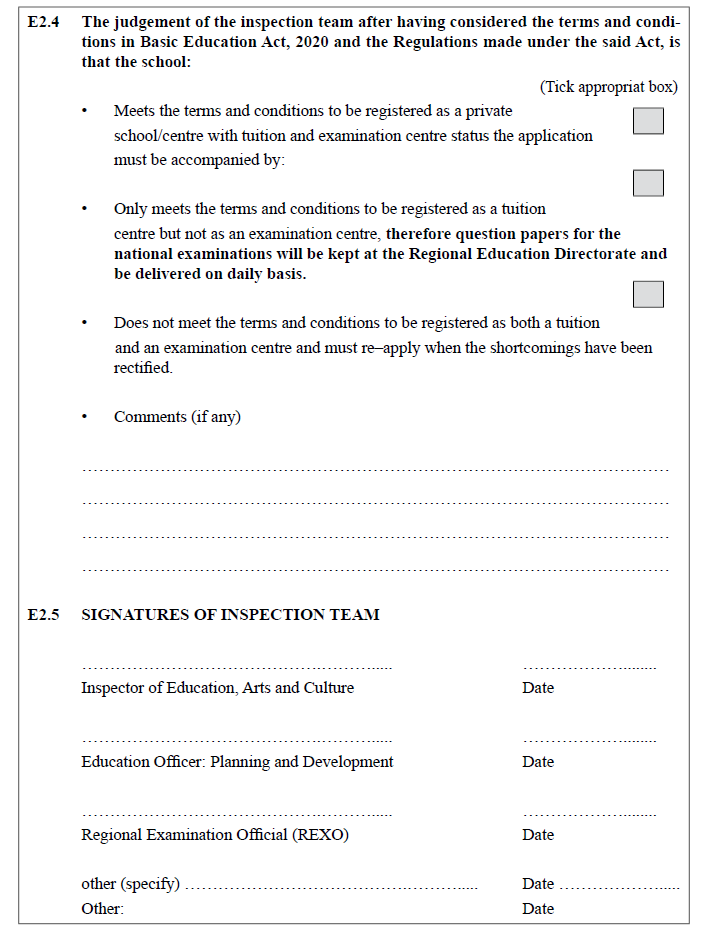 E2.4 The judgement of the inspection team after having considered the terms and condi-
tions in Basic Education Act, 2020 and the Regulations made under the said Act, is
that the school:
(Tick appropriat box)
• Meets the terms and conditions to be registered as a private
school/centre with tuition and examination centre status the application
must be accompanied by:
• Only meets the terms and conditions to be registered as a tuition
centre but not as an examination centre, therefore question papers for the
national examinations will be kept at the Regional Education Directorate and
be delivered on daily basis.
• Does not meet the terms and conditions to be registered as both a tuition
and an examination centre and must re–apply when the shortcomings have been
rectified.
• Comments (if any)
……………………………………………………………………………………………
……………………………………………………………………………………………
……………………………………………………………………………………………
……………………………………………………………………………………………
E2.5 SIGNATURES OF INSPECTION TEAM
……………………………………….………...... ………………........
Inspector of Education, Arts and Culture Date
……………………………………….………...... ………………........
Education Officer: Planning and Development Date
……………………………………….………...... ………………........
Regional Examination Official (REXO) Date
other (specify) ………………………………….………..... Date ……………….....
Other: Date